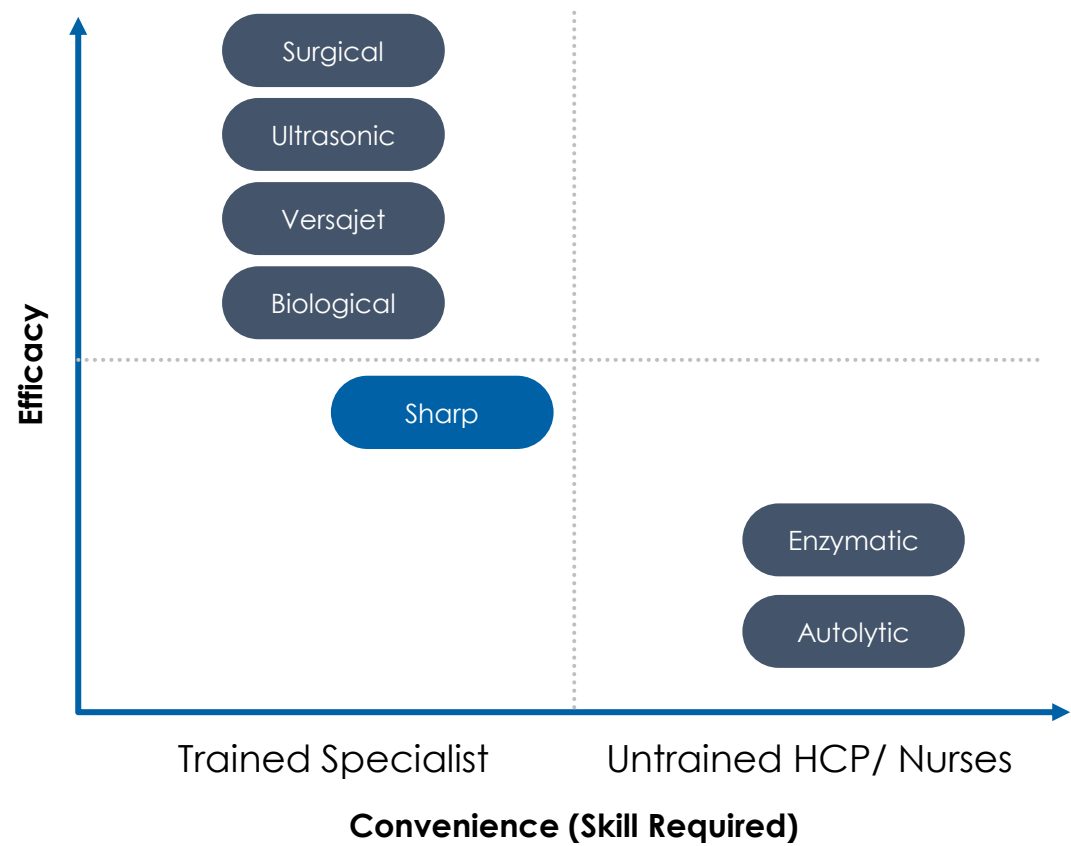 Surgical
Ultrasonic
Versajet
Biological
Efficacy
Sharp
Enzymatic
Autolytic
Trained Specialist
Untrained HCP/ Nurses
Convenience (Skill Required)